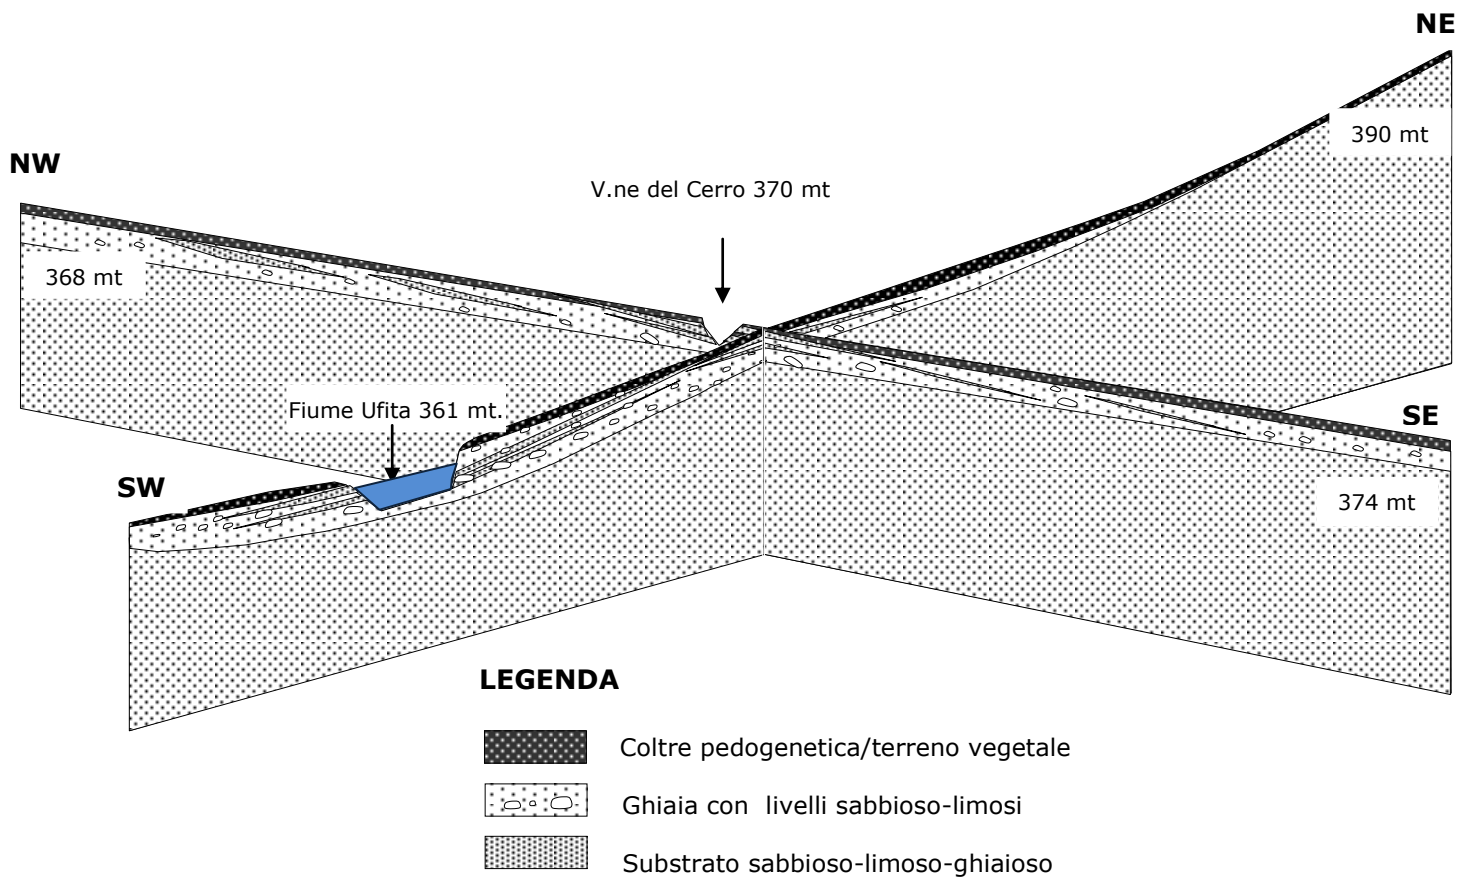 NE
390 mt
NW
V.ne del Cerro 370 mt
368 mt
Fiume Ufita 361 mt.
SE
SW
374 mt
LEGENDA
Coltre pedogenetica/terreno vegetale
Ghiaia con livelli sabbioso-limosi
Substrato sabbioso-limoso-ghiaioso